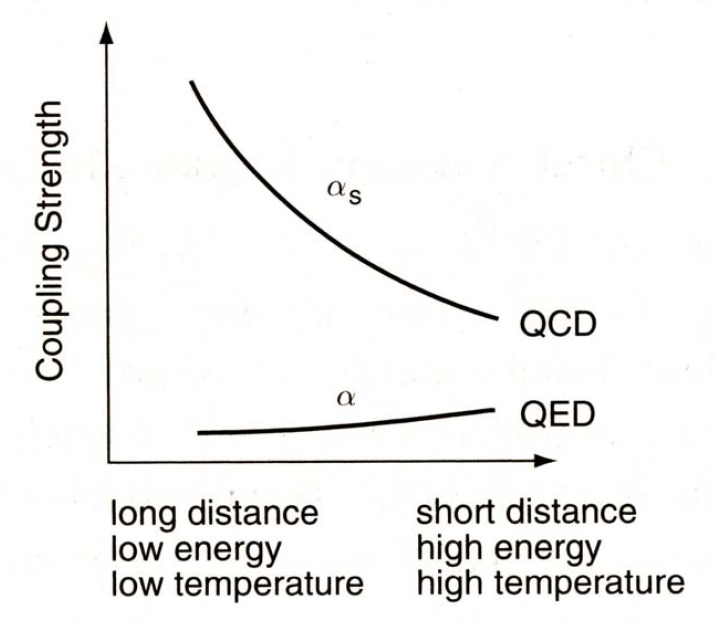 Coupling Strength
αs
QCD
α
QED
long distance
low energy
low temperature
short distance
high energy
high temperature